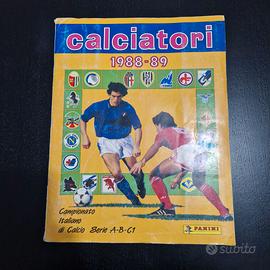 calciatori
1988-89
Campionato
Italiano
di Calcio Serie A-B-C1
PANINI
subito